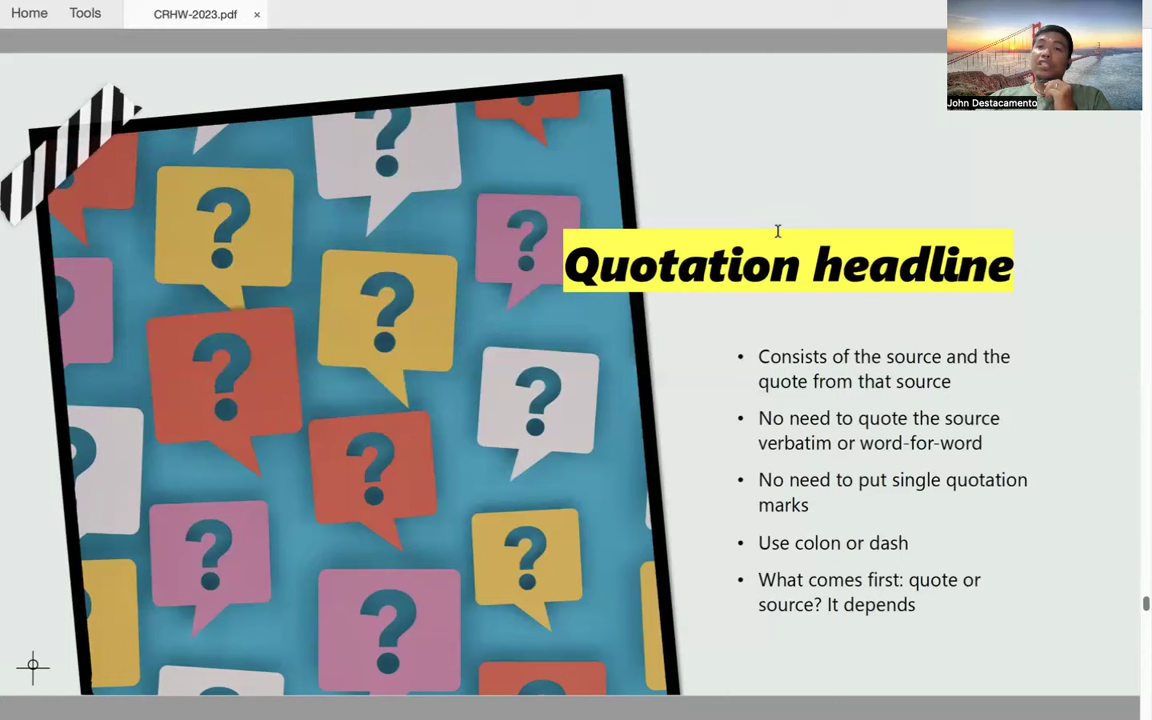 Home Tools CRHW-2023.pdf ×
John Destacamento
Quotation headline
• Consists of the source and the
quote from that source
• No need to quote the source
verbatim or word-for-word
• No need to put single quotation
marks
• Use colon or dash
• What comes first: quote or
source? It depends